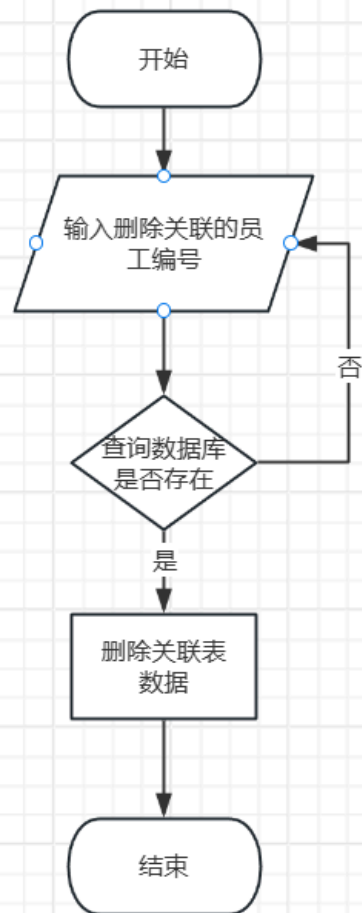 开始
输入删除关联的员
工编号
否
查询数据库
是否存在
是
删除关联表
数据
结束